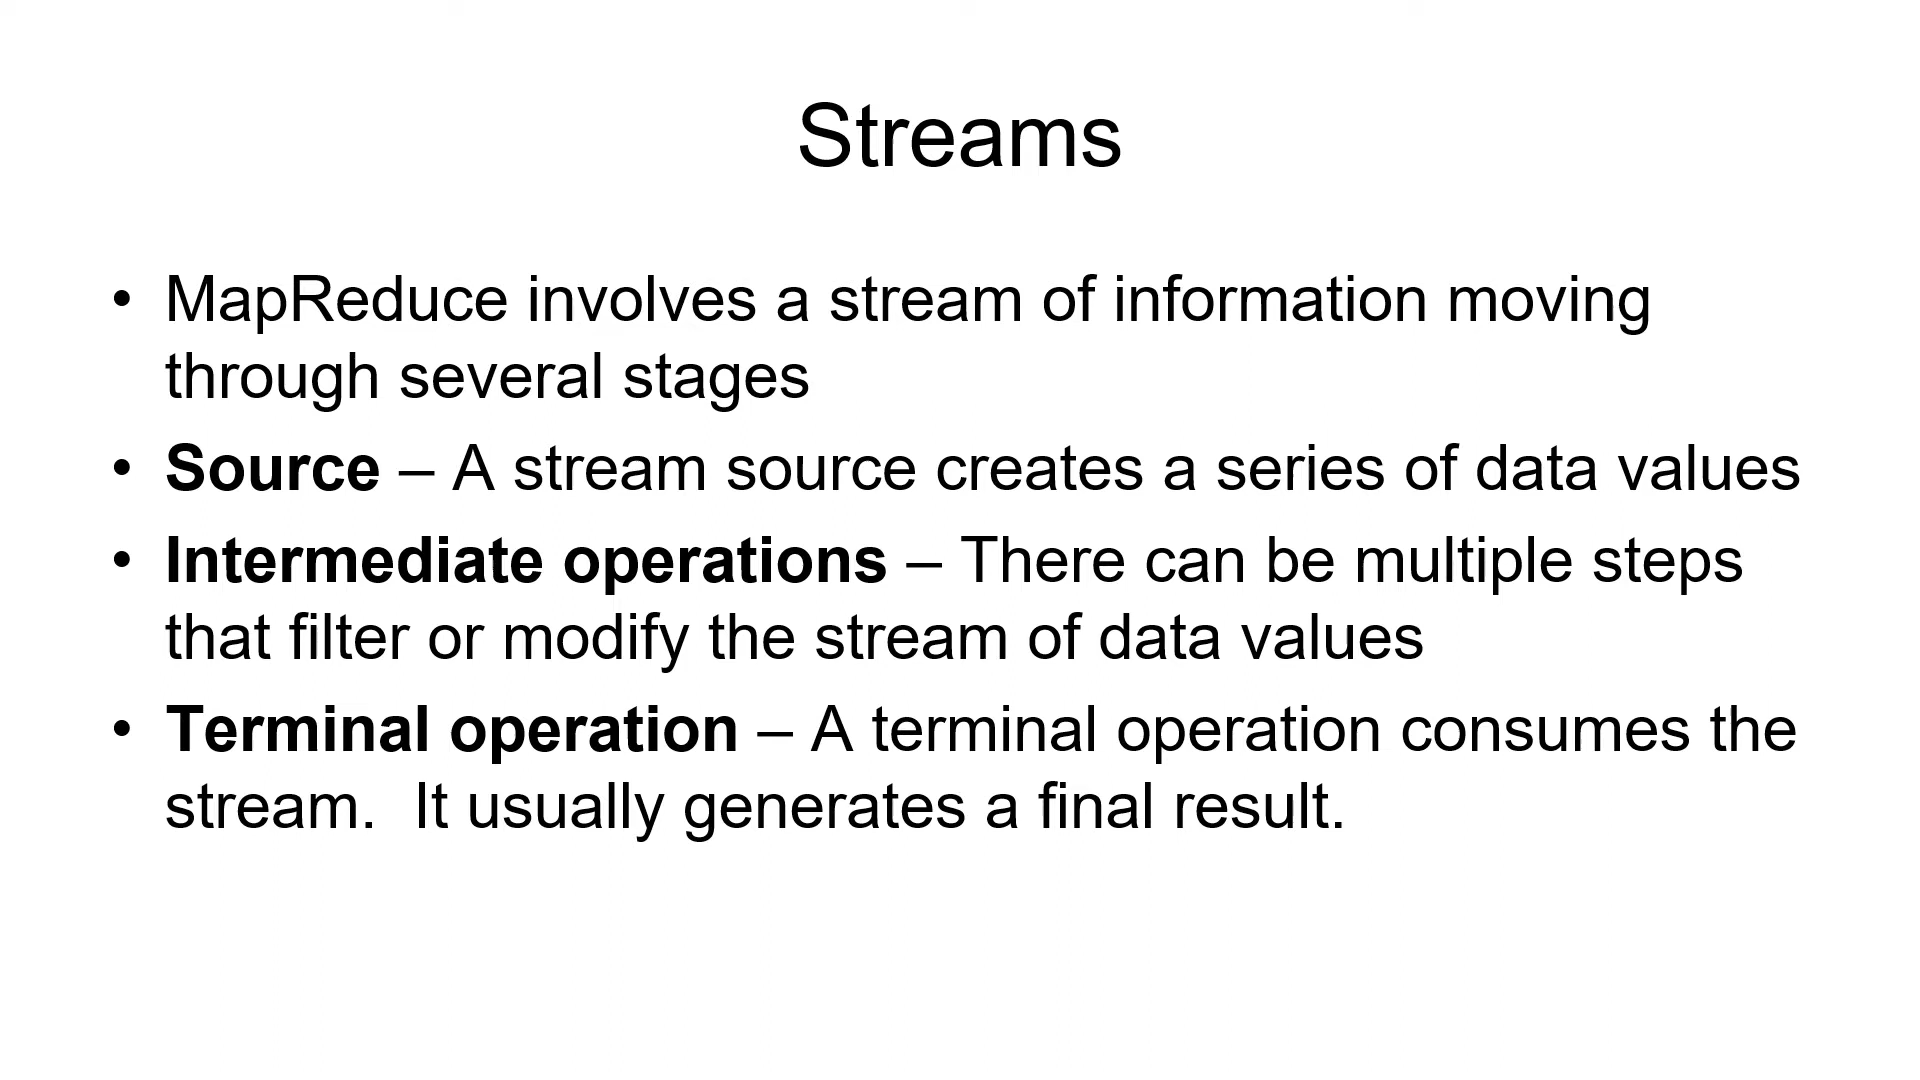 Streams
• MapReduce involves a stream of information moving
through several stages
• Source – A stream source creates a series of data values
• Intermediate operations – There can be multiple steps
that filter or modify the stream of data values
• Terminal operation – A terminal operation consumes the
stream.  It usually generates a final result.